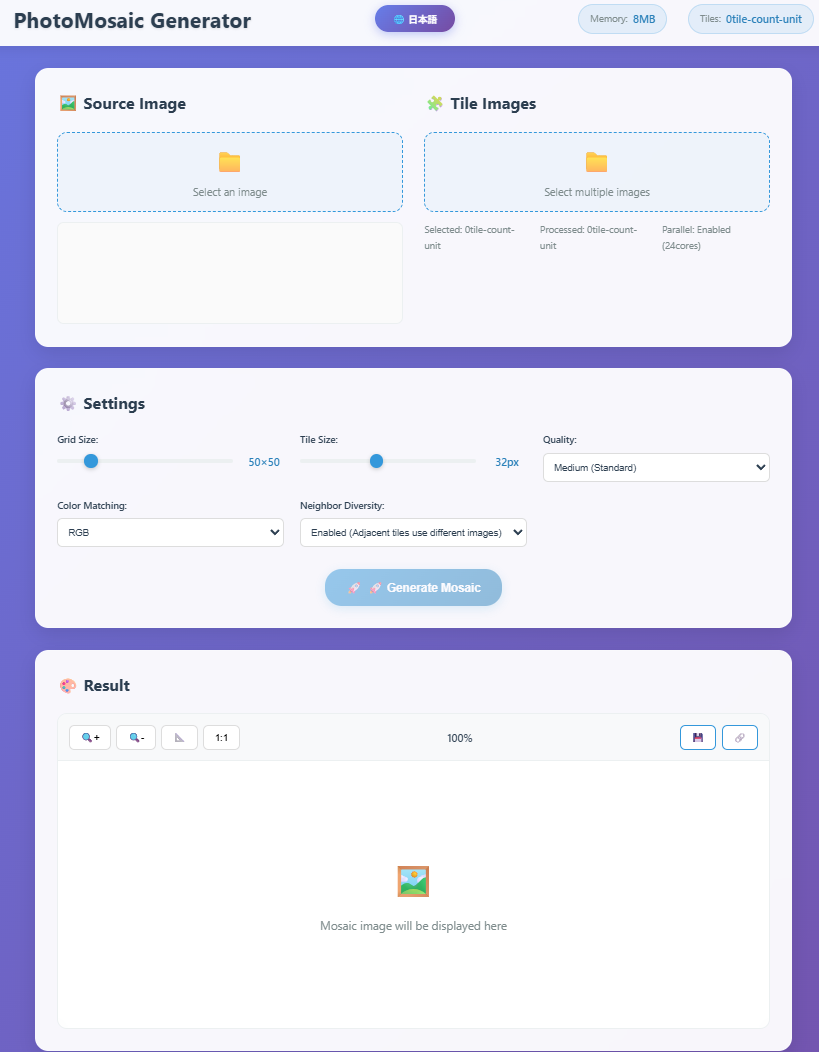 PhotoMosaic Generator
日本語
Memory: 8MB
Tiles: 0tile-count-unit
Source Image
Tile Images
Select an image
Select multiple images
Selected: 0tile-count-
unit
Processed: 0tile-count-
unit
Parallel: Enabled
(24cores)
Settings
Grid Size:
50×50
Tile Size:
32px
Quality:
Medium (Standard)
Color Matching:
RGB
Neighbor Diversity:
Enabled (Adjacent tiles use different images)
Generate Mosaic
Result
+
-
1:1
100%
Mosaic image will be displayed here